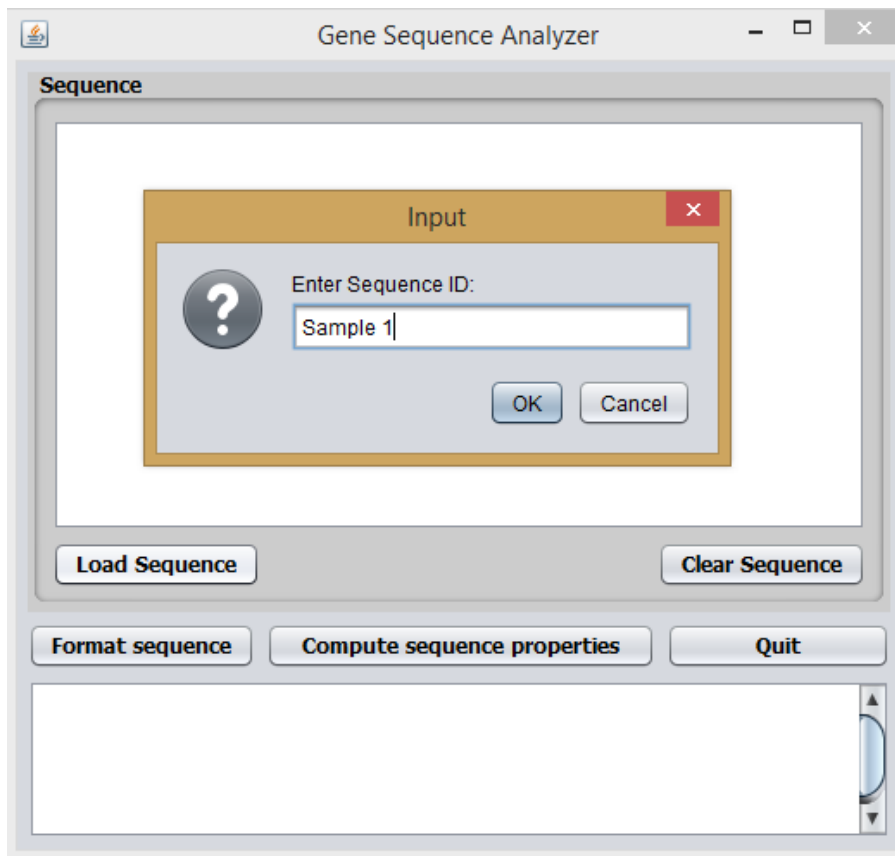 Gene Sequence Analyzer
Sequence
Input
Enter Sequence ID:
Sample 1
OK Cancel
Load Sequence Clear Sequence
Format sequence Compute sequence properties Quit